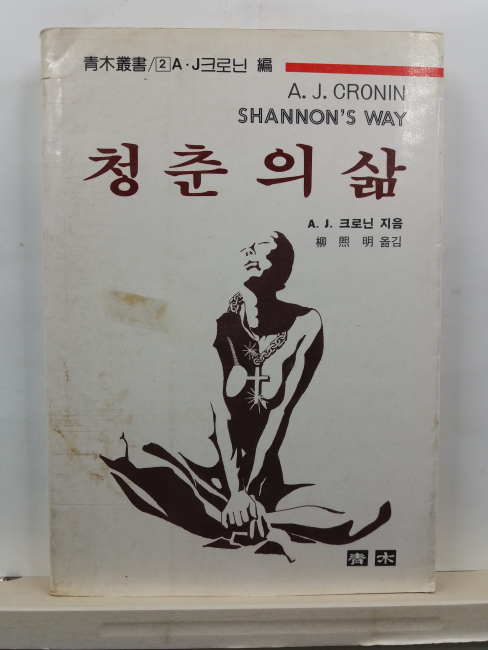 青木叢書/2A·J크로닌 編
A. J. CRONIN
SHANNON'S WAY
청춘의 삶
A. J. 크로닌 지음
柳 熙 明 옮김
青木